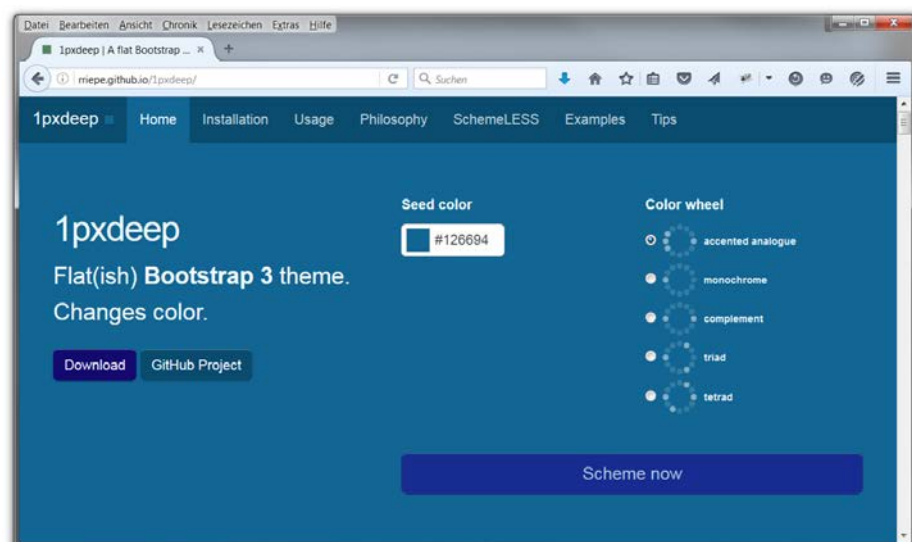 Datei Bearbeiten Ansicht Chronik Lesezeichen Extras Hilfe
1pxdeep | A flat Bootstrap ...
rriepe.github.io/1pxdeep/
Suchen
1pxdeep Home Installation Usage Philosophy SchemeLESS Examples Tips
1pxdeep
Flat(ish) Bootstrap 3 theme.
Changes color.
Download GitHub Project
Seed color
#126694
Color wheel
accented analogue
monochrome
complement
triad
tetrad
Scheme now